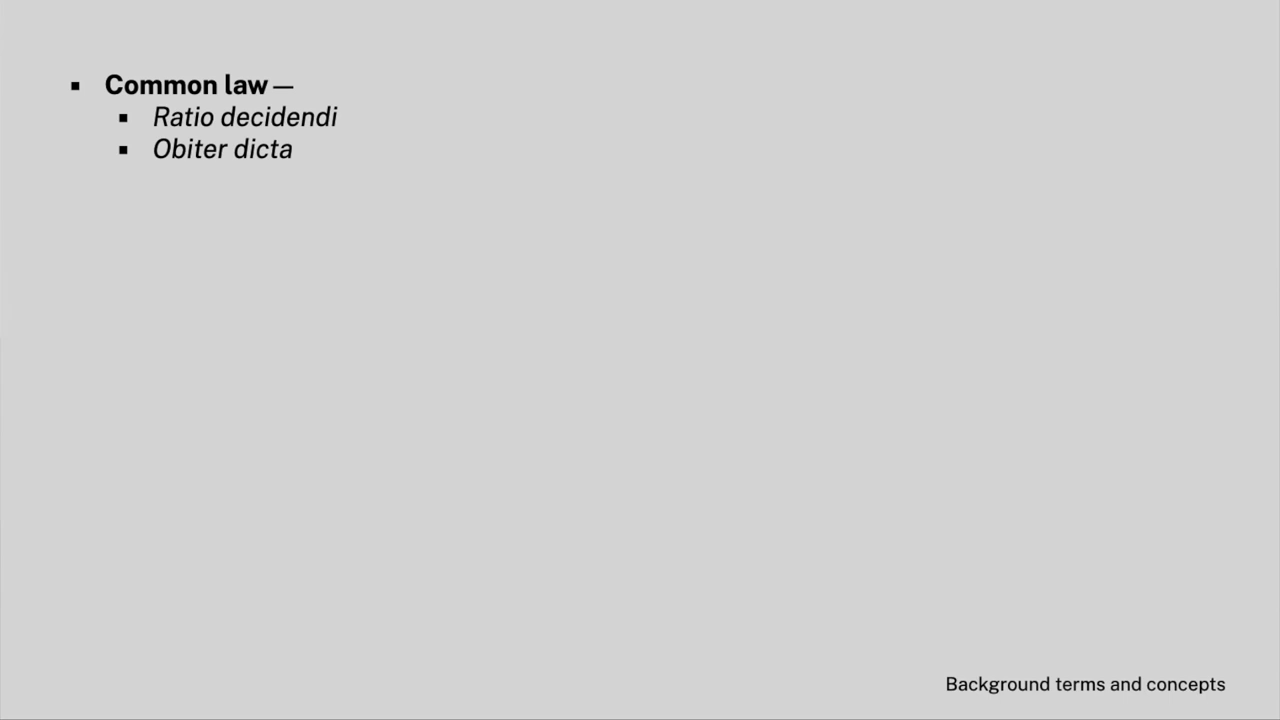 ▪ Common law —
▪ Ratio decidendi
▪ Obiter dicta
Background terms and concepts